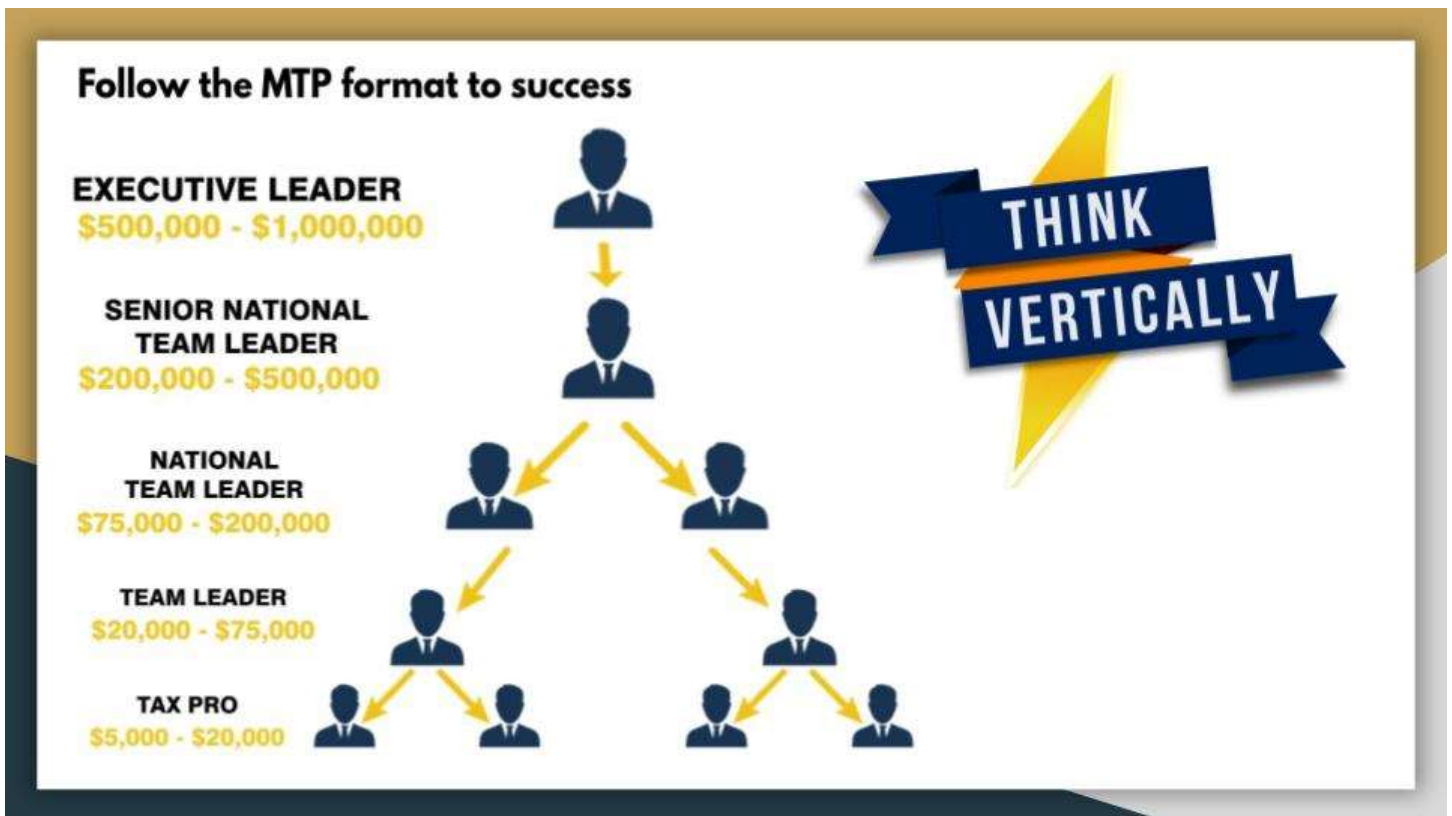 Follow the MTP format to success
EXECUTIVE LEADER
$500,000 - $1,000,000
SENIOR NATIONAL
TEAM LEADER
$200,000 - $500,000
NATIONAL
TEAM LEADER
$75,000 - $200,000
TEAM LEADER
$20,000 - $75,000
TAX PRO
$5,000 - $20,000
THINK
VERTICALLY